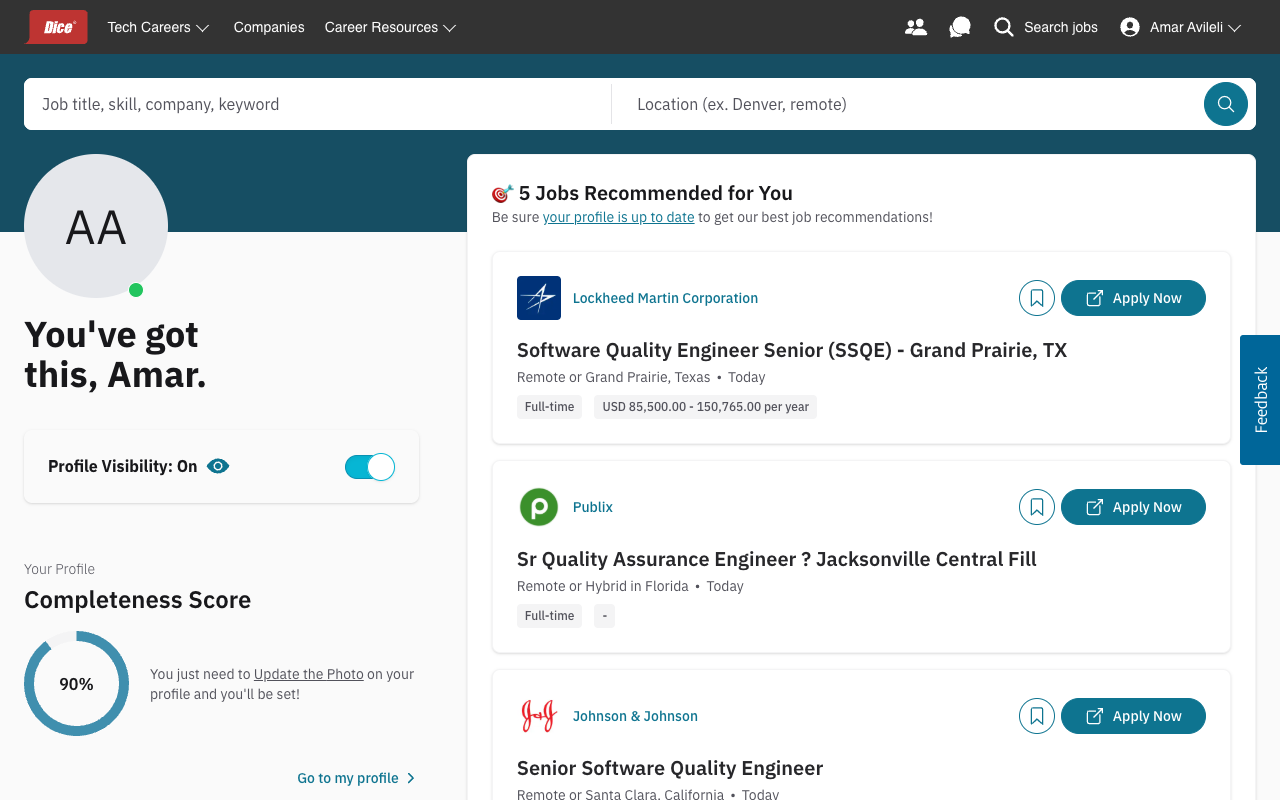 Dice
Tech Careers
Companies
Career Resources
Search jobs
Amar Avileli
Job title, skill, company, keyword
Location (ex. Denver, remote)
AA
You've got
this, Amar.
Profile Visibility: On
Your Profile
Completeness Score
90%
You just need to Update the Photo on your
profile and you'll be set!
Go to my profile
5 Jobs Recommended for You
Be sure your profile is up to date to get our best job recommendations!
Lockheed Martin Corporation
Apply Now
Software Quality Engineer Senior (SSQE) - Grand Prairie, TX
Remote or Grand Prairie, Texas • Today
Full-time
USD 85,500.00 - 150,765.00 per year
P
Publix
Apply Now
Sr Quality Assurance Engineer ? Jacksonville Central Fill
Remote or Hybrid in Florida • Today
Full-time
-
J&J
Johnson & Johnson
Apply Now
Senior Software Quality Engineer
Remote or Santa Clara, California • Today
Feedback